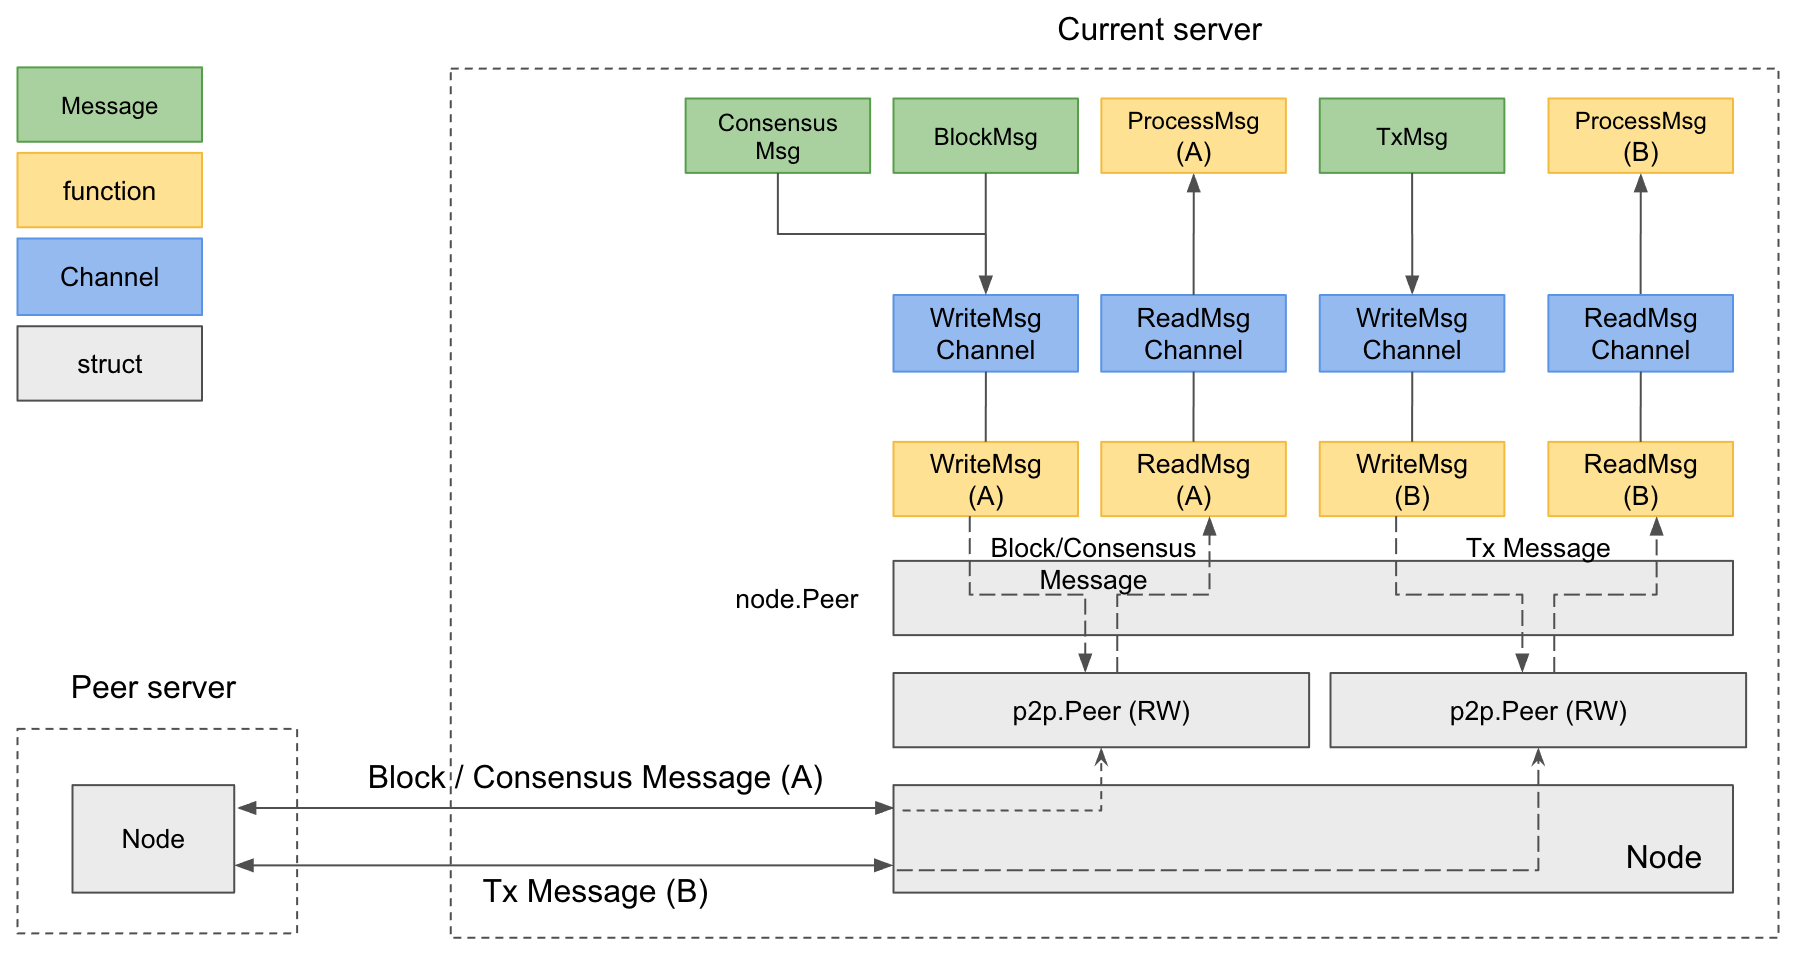 Current server
Message
function
Channel
struct
Consensus
Msg
BlockMsg
ProcessMsg
(A)
TxMsg
ProcessMsg
(B)
WriteMsg
Channel
ReadMsg
Channel
WriteMsg
Channel
ReadMsg
Channel
WriteMsg
(A)
ReadMsg
(A)
WriteMsg
(B)
ReadMsg
(B)
Block/Consensus
Message
Tx Message
node.Peer
p2p.Peer (RW)
p2p.Peer (RW)
Peer server
Block / Consensus Message (A)
Node
Tx Message (B)
Node